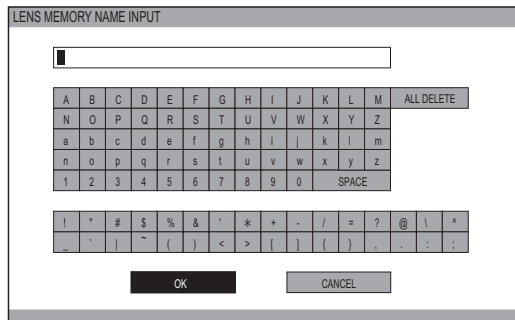 LENS MEMORY NAME INPUT
A B C D E F G H I J K L M ALL DELETE
N O P Q R S T U V W X Y Z
a b c d e f g h i j k l m
n o p q r s t u v w x y z
1 2 3 4 5 6 7 8 9 0 SPACE
! " # $ % & ' * + - / = ? @ \ ^
_ ` | ~ ( ) < > [ ] { } , . : ;
OK CANCEL